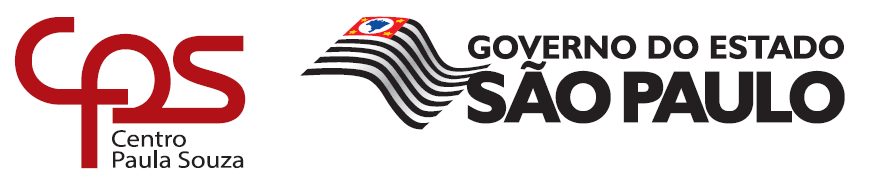 cps
Centro
Paula Souza
GOVERNO DO ESTADO
SÃO PAULO